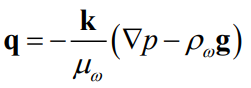 q = − k/μ_ω (∇p − ρ_ω g)